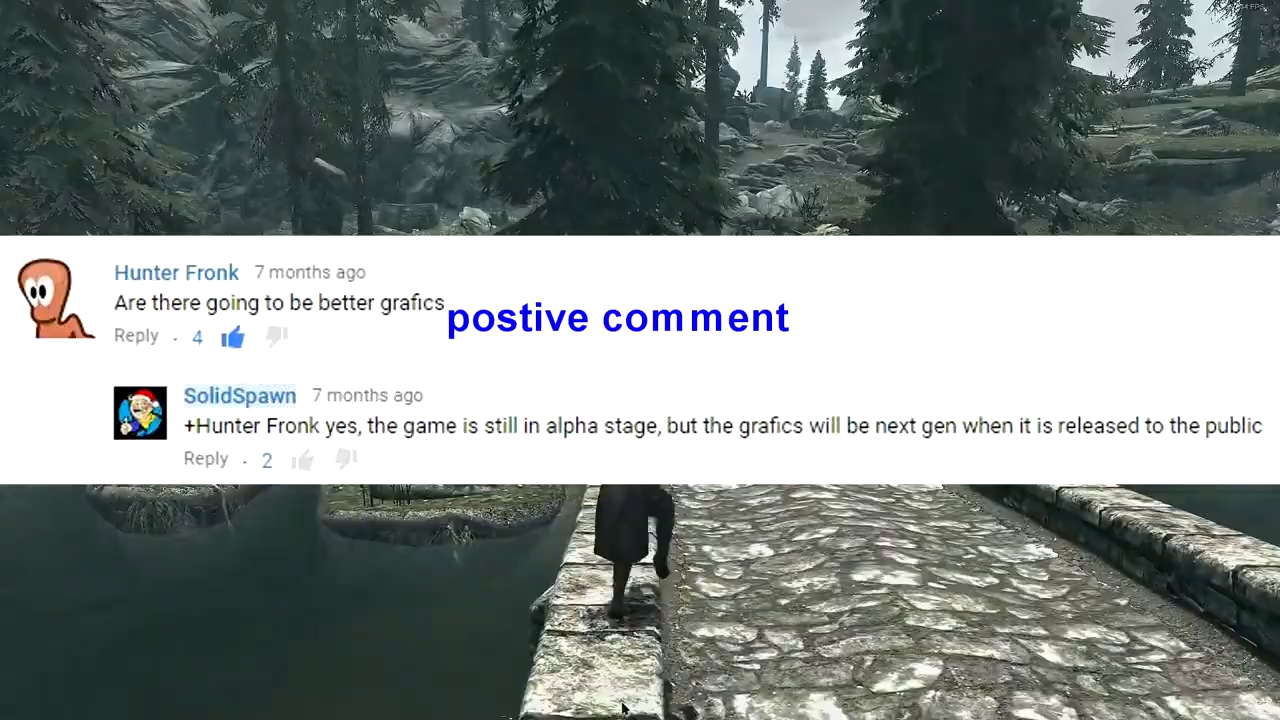 Hunter Fronk 7 months ago
Are there going to be better grafics
postive comment
Reply . 4
SolidSpawn 7 months ago
+Hunter Fronk yes, the game is still in alpha stage, but the grafics will be next gen when it is released to the public
Reply . 2